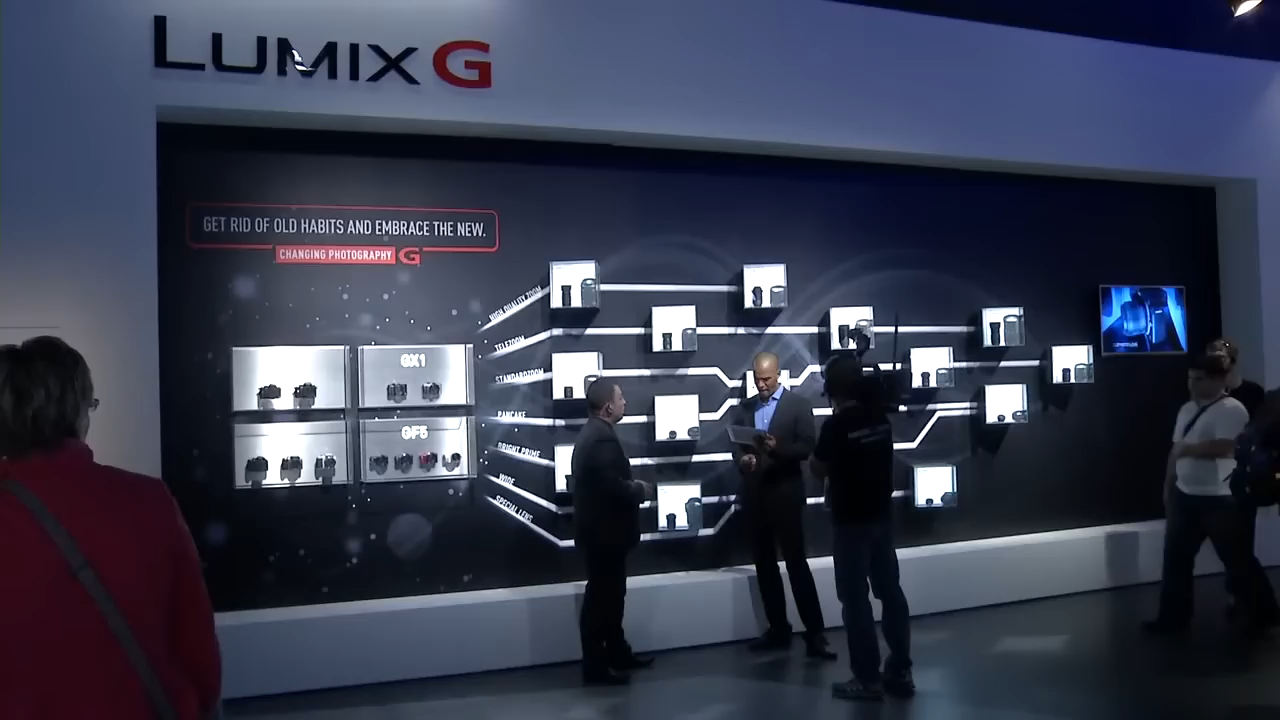 LUMIX G
GET RID OF OLD HABITS AND EMBRACE THE NEW.
CHANGING PHOTOGRAPHY G
HIGH QUALITY ZOOM
TELEZOOM
STANDARDZOOM
PANCAKE
BRIGHT PRIME
WIDE
SPECIAL LENS
GX1
GF5